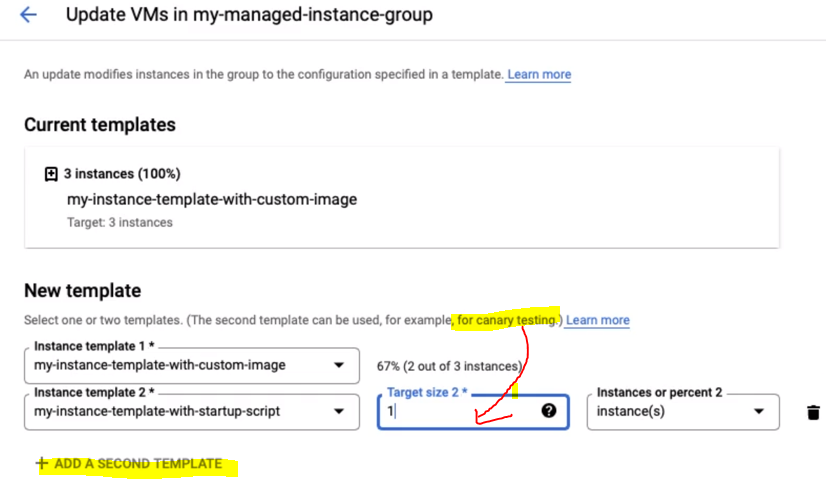 Update VMs in my-managed-instance-group
An update modifies instances in the group to the configuration specified in a template. Learn more
Current templates
3 instances (100%)
my-instance-template-with-custom-image
Target: 3 instances
New template
Select one or two templates. (The second template can be used, for example, for canary testing.) Learn more
Instance template 1 *
my-instance-template-with-custom-image
67% (2 out of 3 instances)
Instance template 2 *
my-instance-template-with-startup-script
Target size 2 *
1
Instances or percent 2
instance(s)
+ ADD A SECOND TEMPLATE